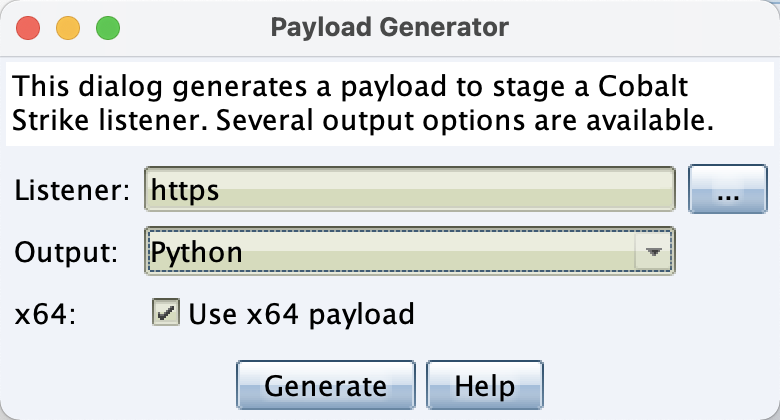 Payload Generator
This dialog generates a payload to stage a Cobalt
Strike listener. Several output options are available.
Listener: https ...
Output: Python
x64: Use x64 payload
Generate Help